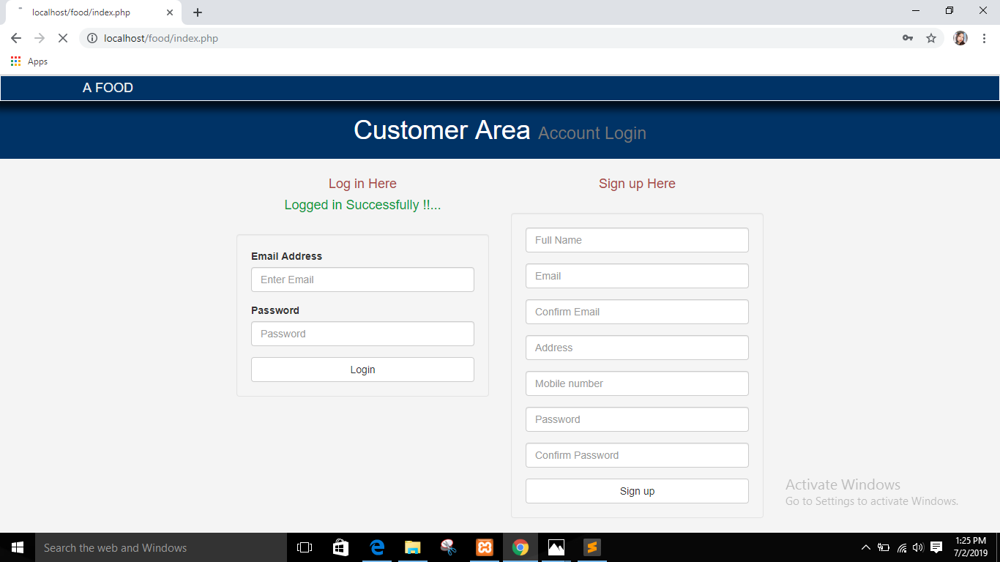 localhost/food/index.php
localhost/food/index.php
Apps
A FOOD
Customer Area Account Login
Log in Here
Logged in Successfully !!...
Email Address
Enter Email
Password
Password
Login
Sign up Here
Full Name
Email
Confirm Email
Address
Mobile number
Password
Confirm Password
Sign up
Activate Windows
Go to Settings to activate Windows.
Search the web and Windows
1:25 PM
7/2/2019